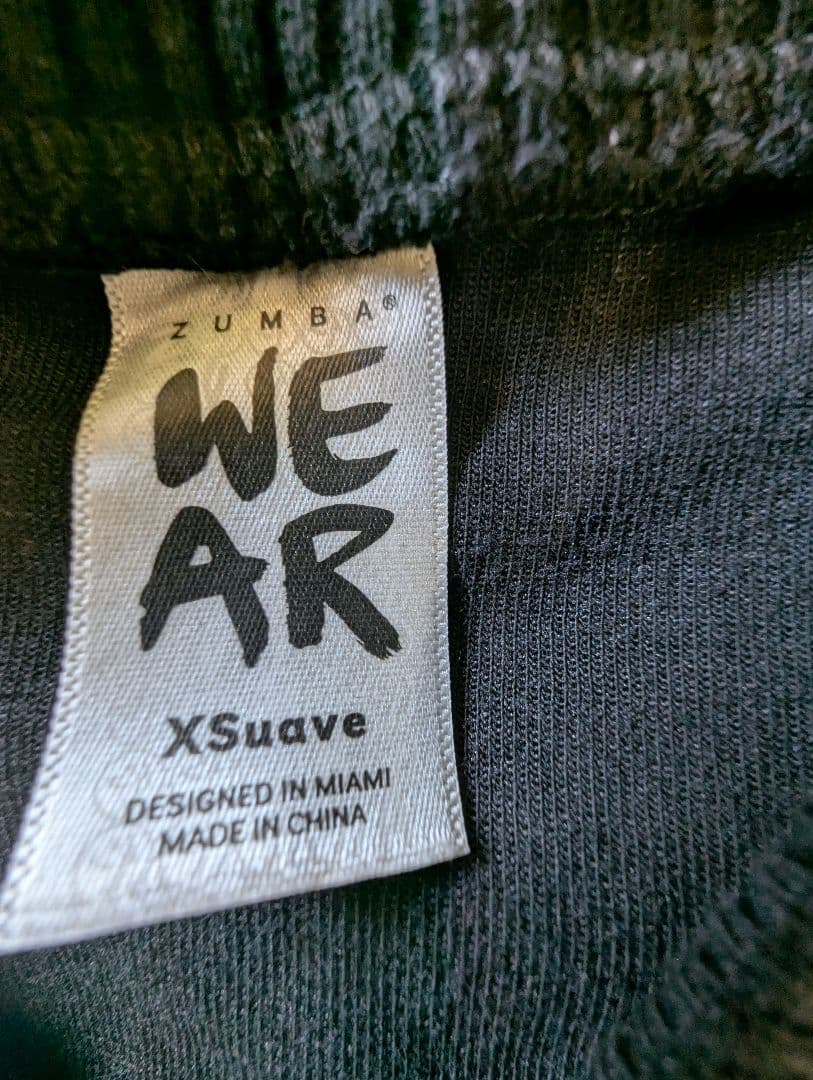 ZUMBA®
WE
AR
XSuave
DESIGNED IN MIAMI
MADE IN CHINA